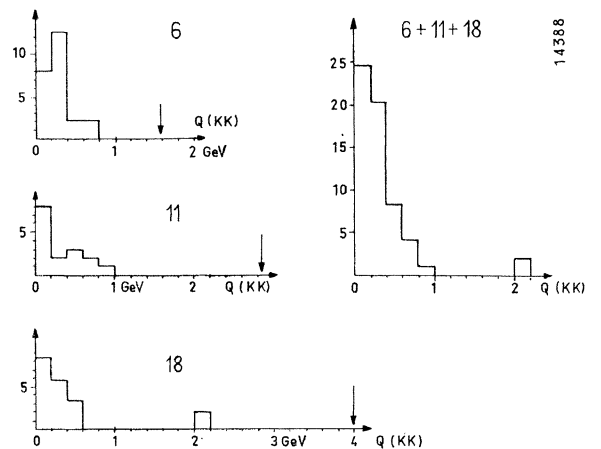 6
10
5
Q (KK)
0 1 2 GeV
11
5
0 1 GeV 2 Q (KK)
18
5
0 1 2 3 GeV 4 Q (KK)
6 + 11 + 18
14388
25
20
15
10
5
0 1 2 Q (KK)